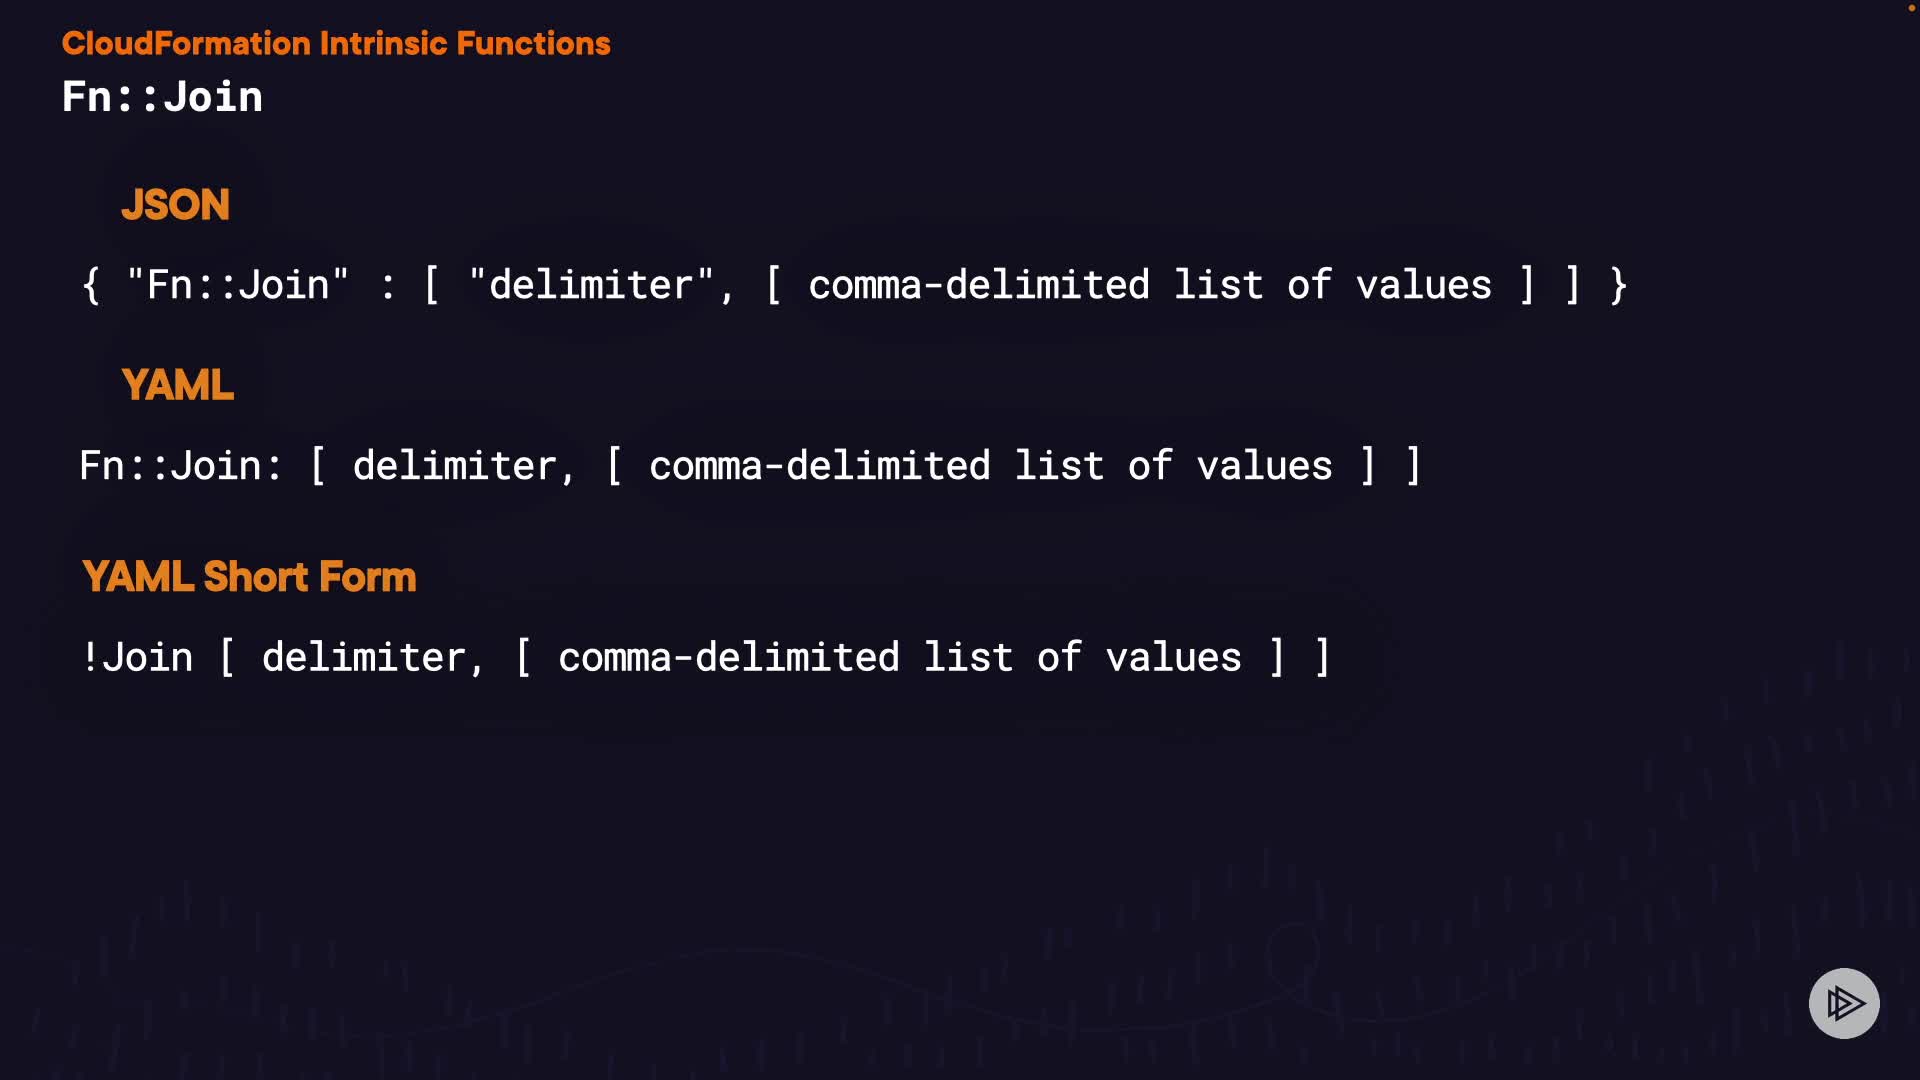 CloudFormation Intrinsic Functions
Fn::Join
JSON
{ "Fn::Join" : [ "delimiter", [ comma-delimited list of values ] ] }
YAML
Fn::Join: [ delimiter, [ comma-delimited list of values ] ]
YAML Short Form
!Join [ delimiter, [ comma-delimited list of values ] ]